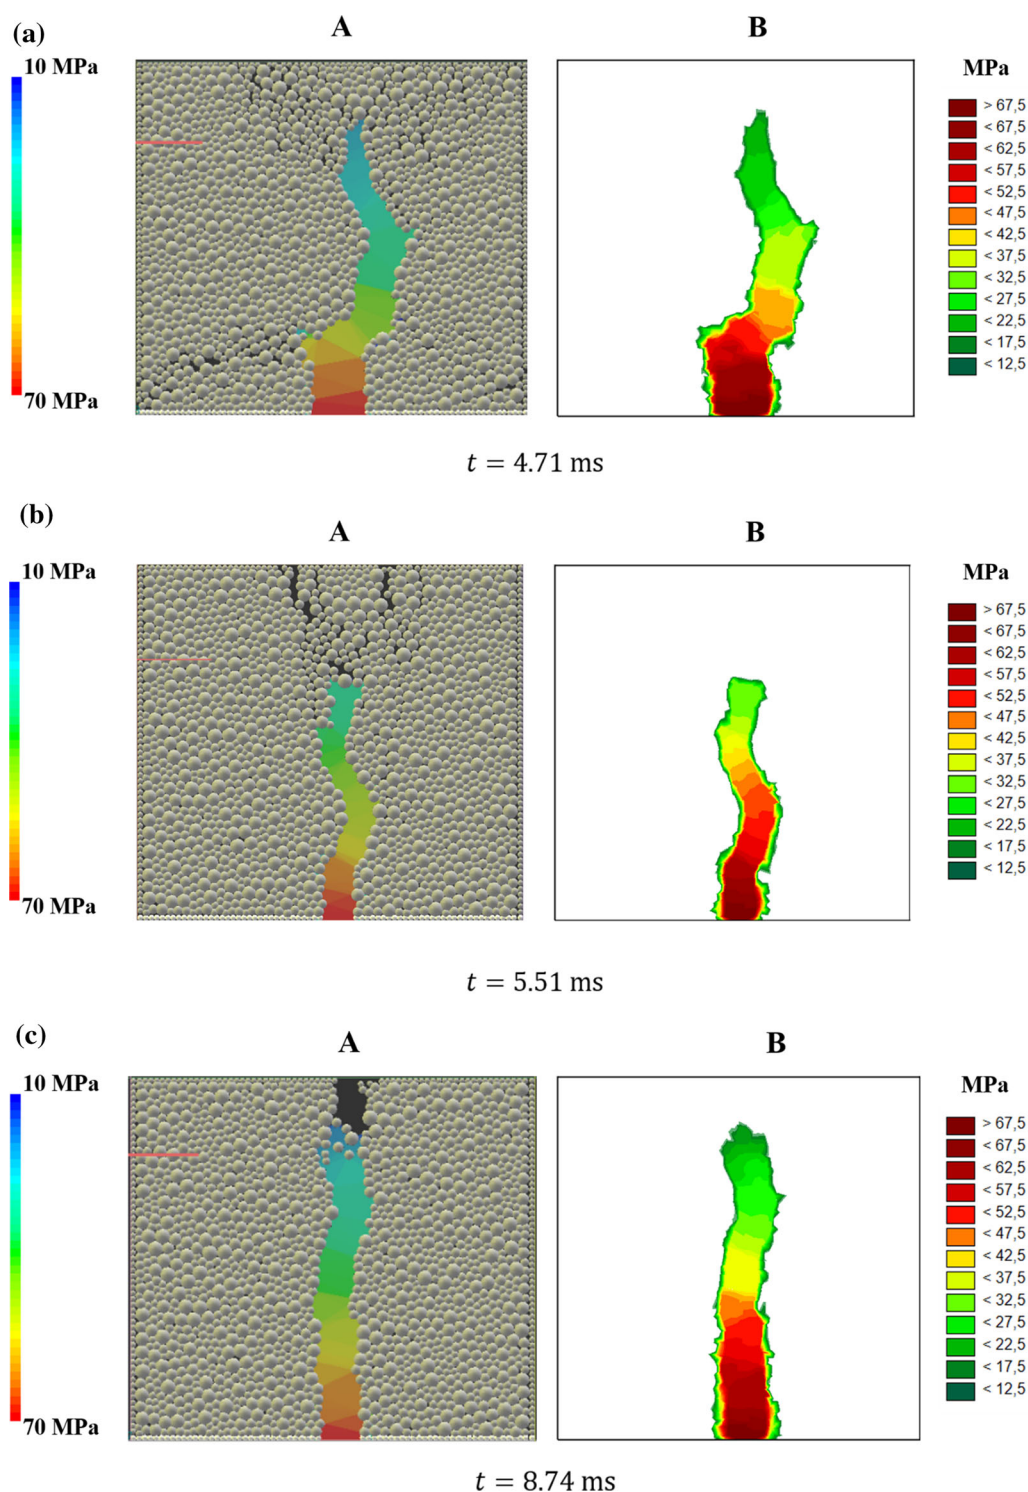 (a)
A
B
10 MPa
70 MPa
MPa
> 67,5
< 67,5
< 62,5
< 57,5
< 52,5
< 47,5
< 42,5
< 37,5
< 32,5
< 27,5
< 22,5
< 17,5
< 12,5
t = 4.71 ms
(b)
A
B
10 MPa
70 MPa
MPa
> 67,5
< 67,5
< 62,5
< 57,5
< 52,5
< 47,5
< 42,5
< 37,5
< 32,5
< 27,5
< 22,5
< 17,5
< 12,5
t = 5.51 ms
(c)
A
B
10 MPa
70 MPa
MPa
> 67,5
< 67,5
< 62,5
< 57,5
< 52,5
< 47,5
< 42,5
< 37,5
< 32,5
< 27,5
< 22,5
< 17,5
< 12,5
t = 8.74 ms